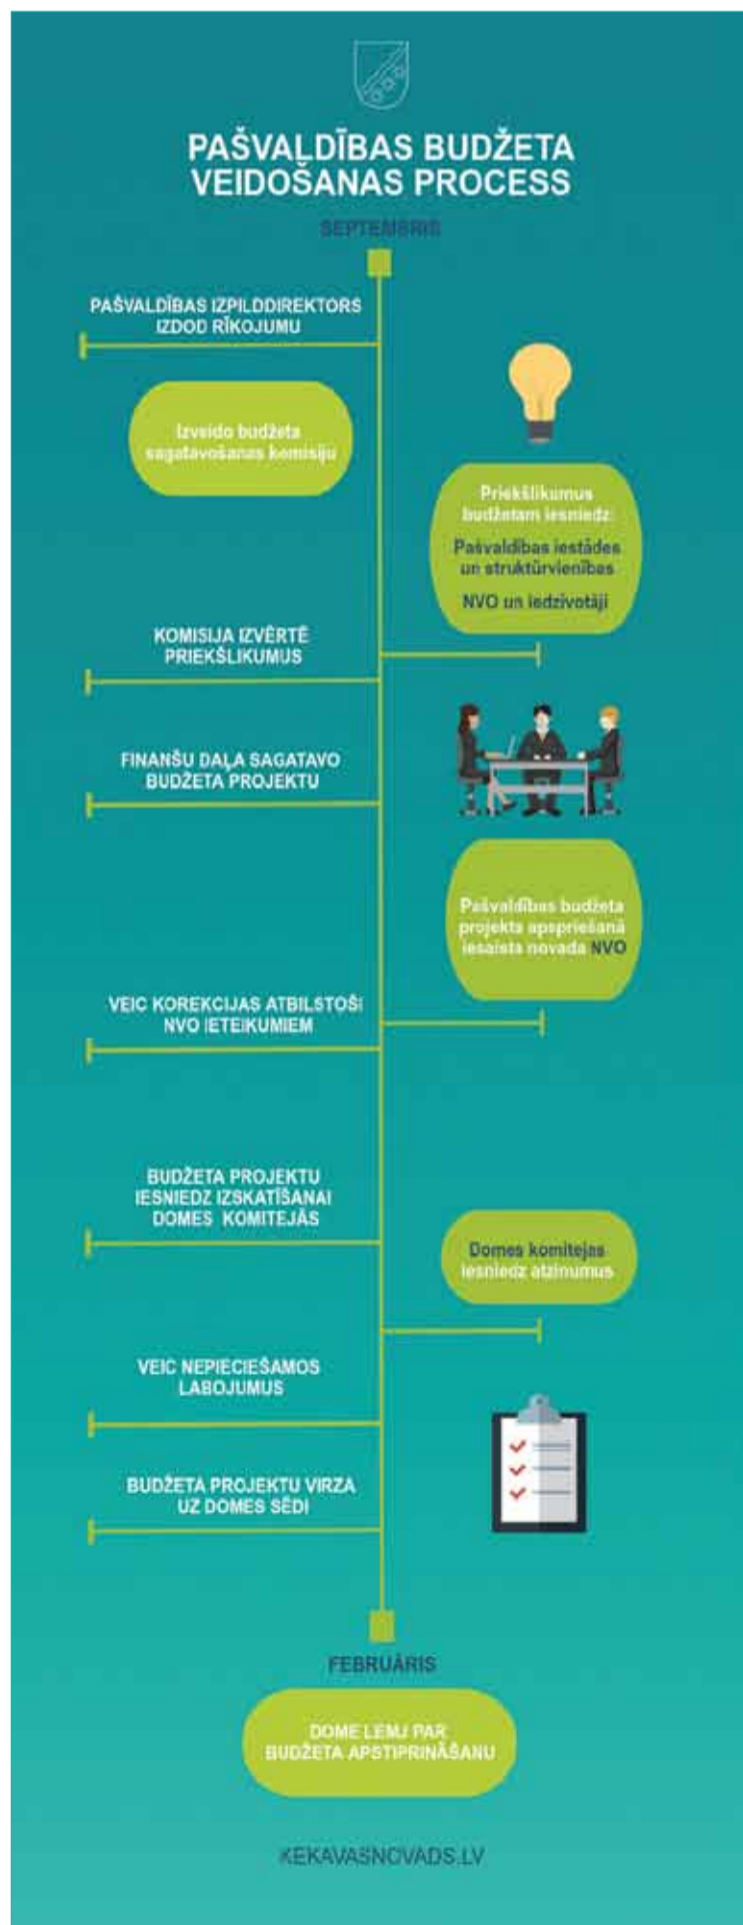 PAŠVALDĪBAS BUDŽETA
VEIDOŠANAS PROCESS
SEPTEMBRIS
PAŠVALDĪBAS IZPILDDIREKTORS
IZDOD RĪKOJUMU
Izveido budžeta
sagatavošanas komisiju
Priekšlikumus
budžetam iesniedz:
Pašvaldības iestādes
un struktūrvienības
NVO un iedzīvotāji
KOMISIJA IZVĒRTĒ
PRIEKŠLIKUMUS
FINANŠU DAĻA SAGATAVO
BUDŽETA PROJEKTU
Pašvaldības budžeta
projekta apspriešanā
iesaista novada NVO
VEIC KOREKCIJAS ATBILSTOŠI
NVO IETEIKUMIEM
BUDŽETA PROJEKTU
IESNIEDZ IZSKATĪŠANAI
DOMES KOMITEJĀS
Domes komitejas
iesniedz atzinumus
VEIC NEPIECIEŠAMOS
LABOJUMUS
BUDŽETA PROJEKTU VIRZA
UZ DOMES SĒDI
FEBRUĀRIS
DOME LEMJ PAR
BUDŽETA APSTIPRINĀŠANU
KEKAVASNOVADS.LV